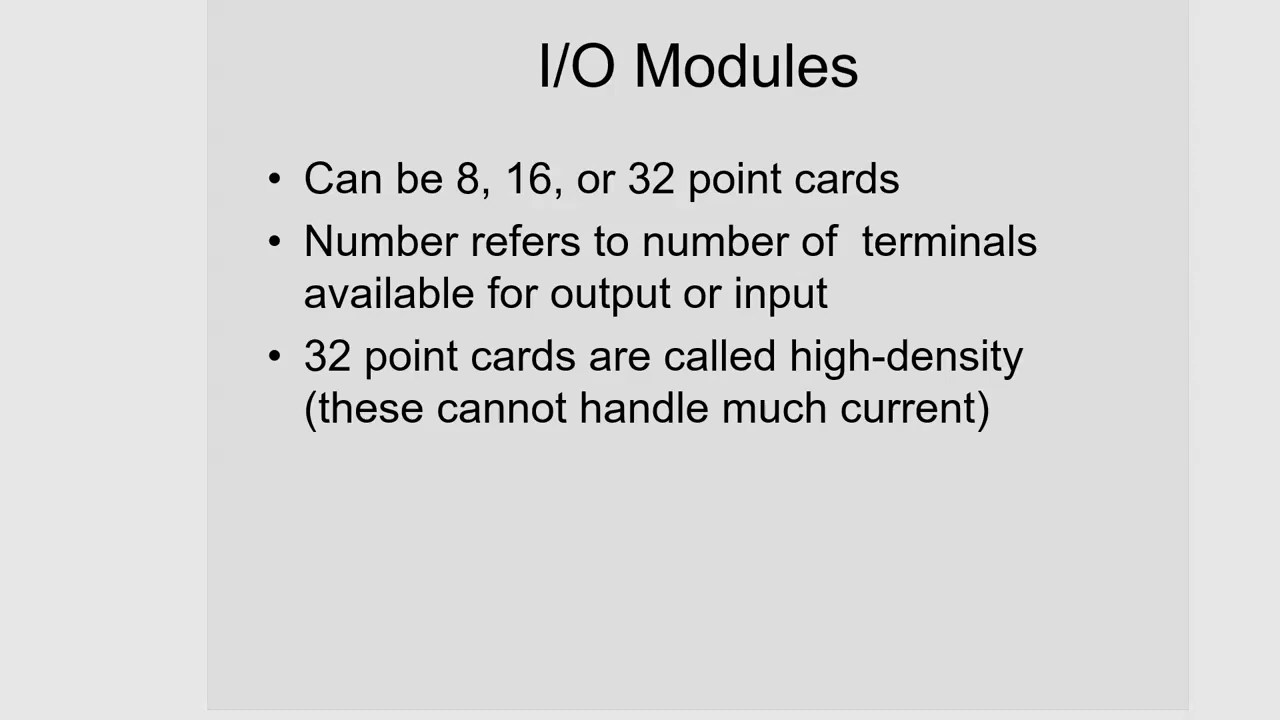 I/O Modules
• Can be 8, 16, or 32 point cards
• Number refers to number of  terminals
available for output or input
• 32 point cards are called high-density
(these cannot handle much current)